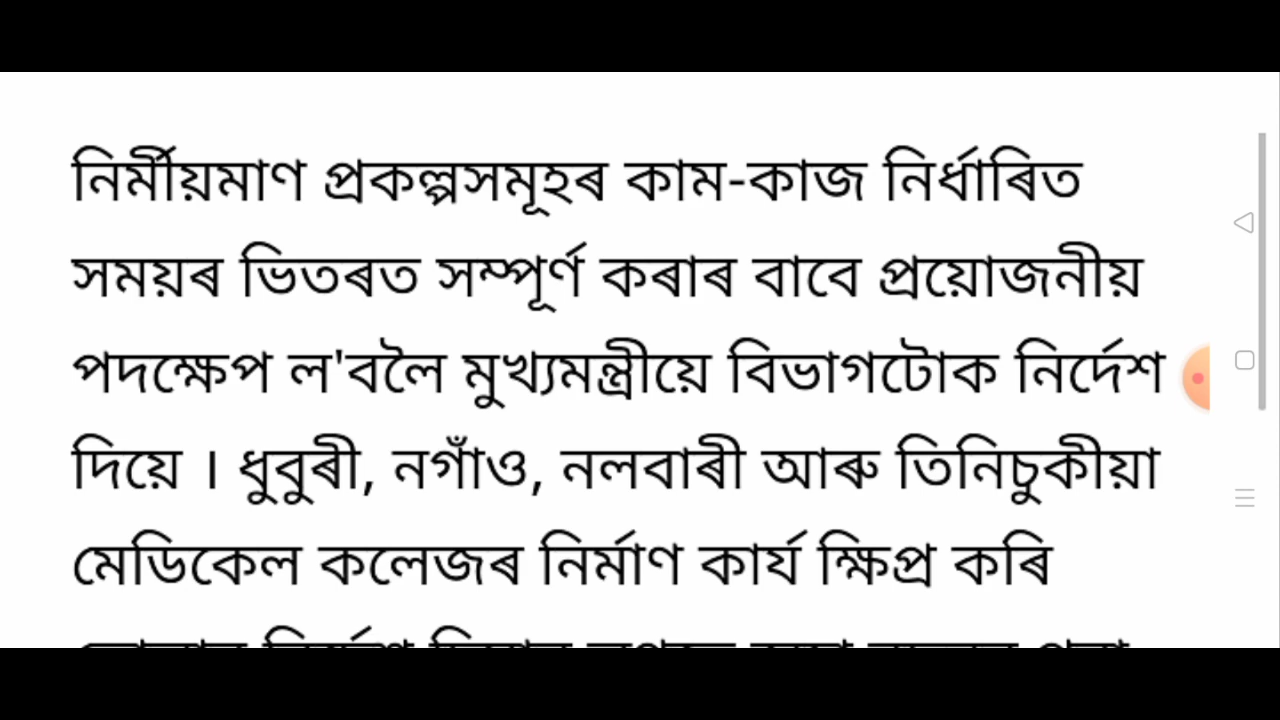 নিৰ্মীয়মাণ প্ৰকল্পসমূহৰ কাম-কাজ নিৰ্ধাৰিত
সময়ৰ ভিতৰত সম্পূৰ্ণ কৰাৰ বাবে প্ৰয়োজনীয়
পদক্ষেপ ল'বলৈ মুখ্যমন্ত্ৰীয়ে বিভাগটোক নিৰ্দেশ
দিয়ে । ধুবুৰী, নগাঁও, নলবাৰী আৰু তিনিচুকীয়া
মেডিকেল কলেজৰ নিৰ্মাণ কাৰ্য ক্ষিপ্ৰ কৰি